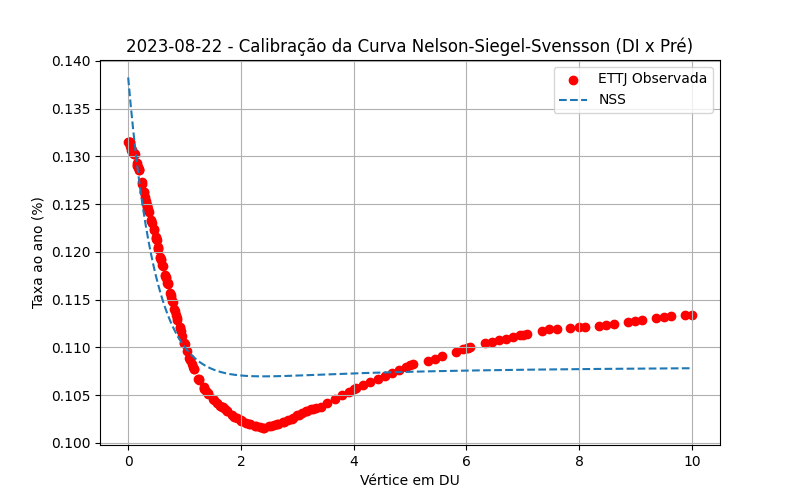 2023-08-22 - Calibração da Curva Nelson-Siegel-Svensson (DI x Pré)
ETTJ Observada
NSS
Taxa ao ano (%)
0.140
0.135
0.130
0.125
0.120
0.115
0.110
0.105
0.100
0 2 4 6 8 10
Vértice em DU